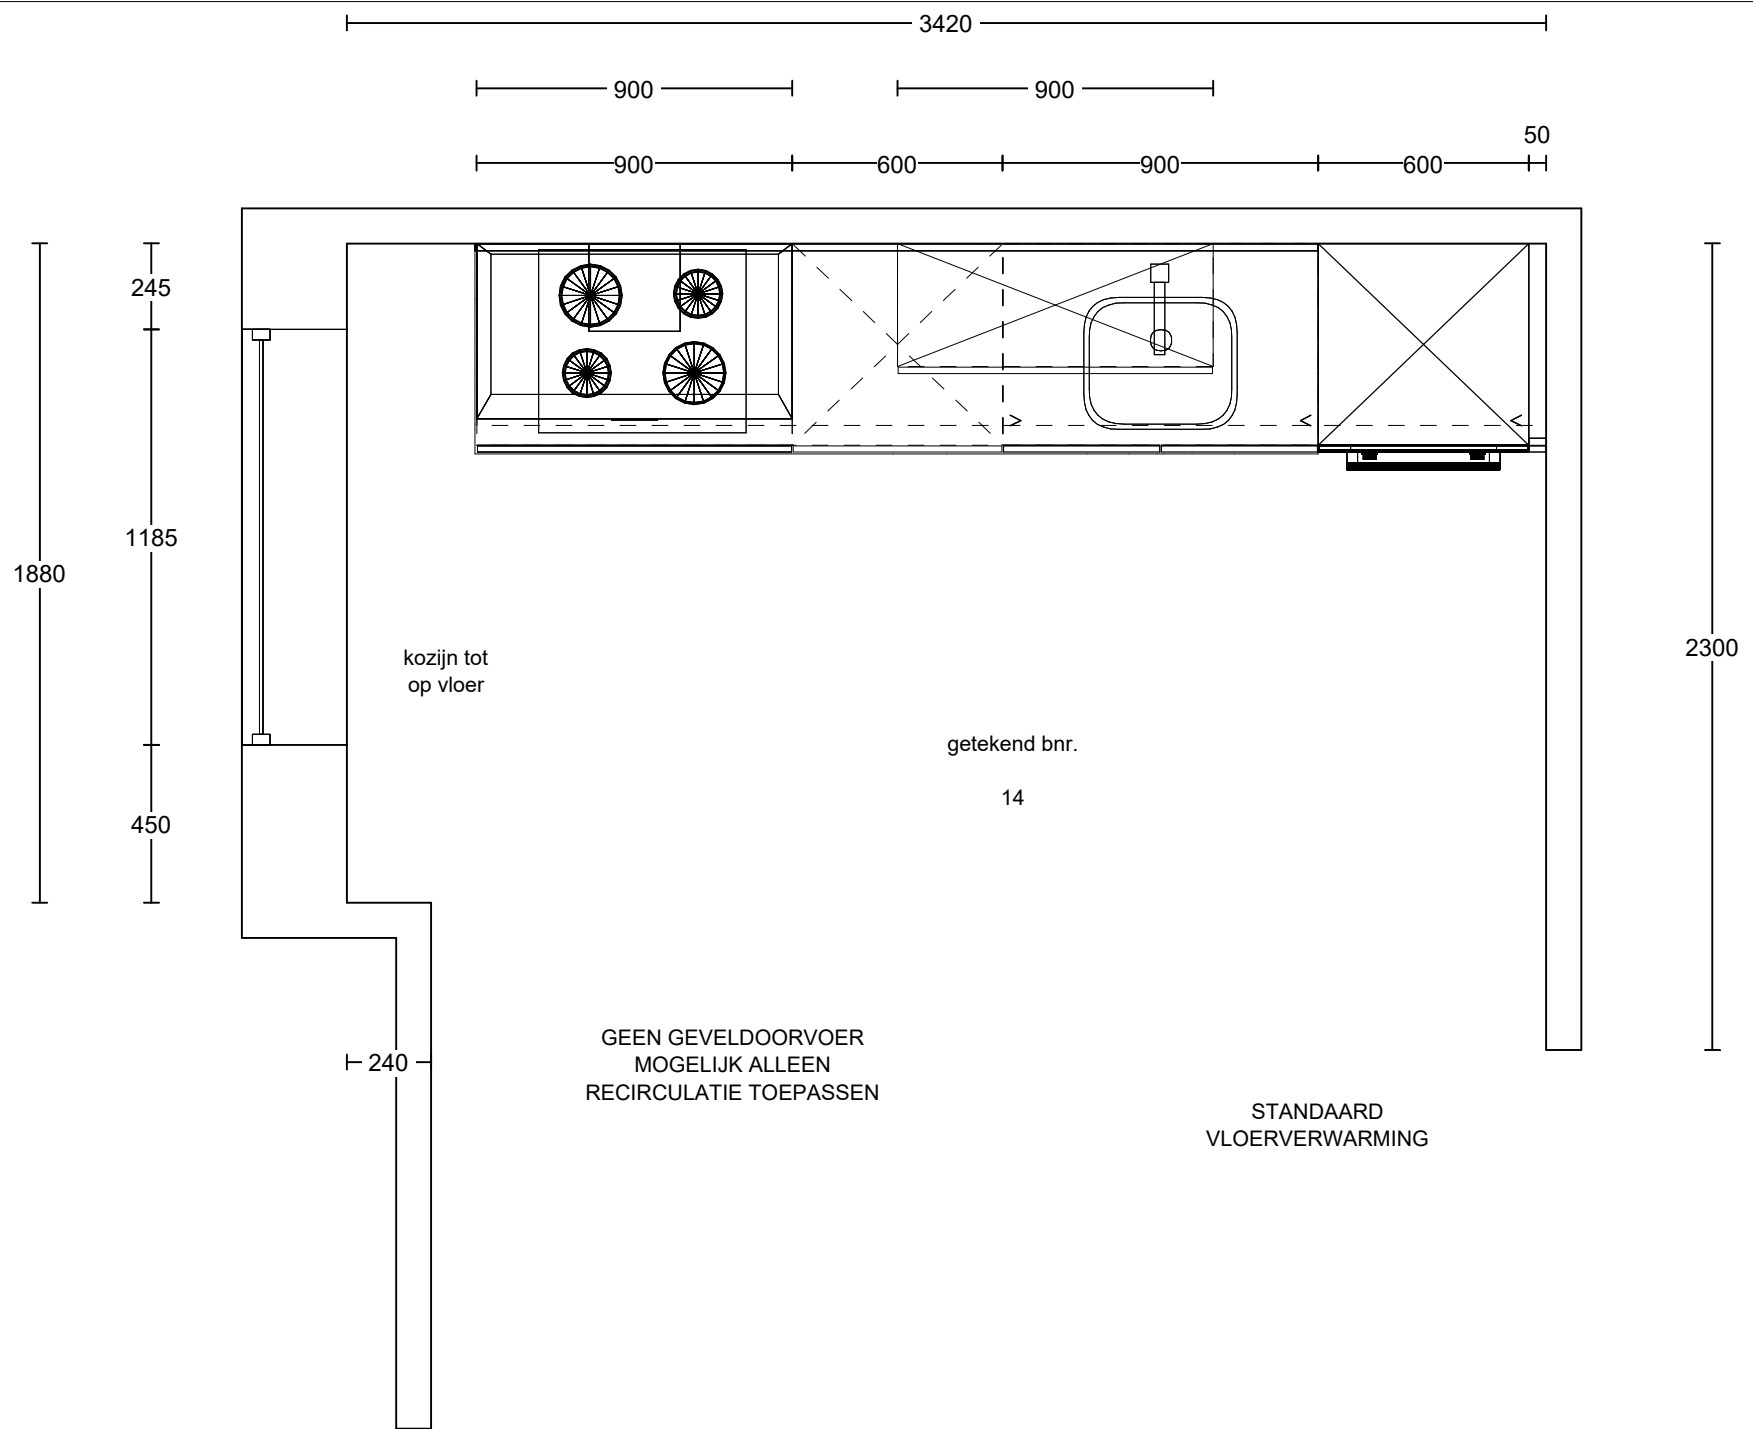 3420
900 900
50
900 600 900 600
245
1185
1880
450
2300
kozijn tot
op vloer
getekend bnr.
14
240
GEEN GEVELDOORVOER
MOGELIJK ALLEEN
RECIRCULATIE TOEPASSEN
STANDAARD
VLOERVERWARMING